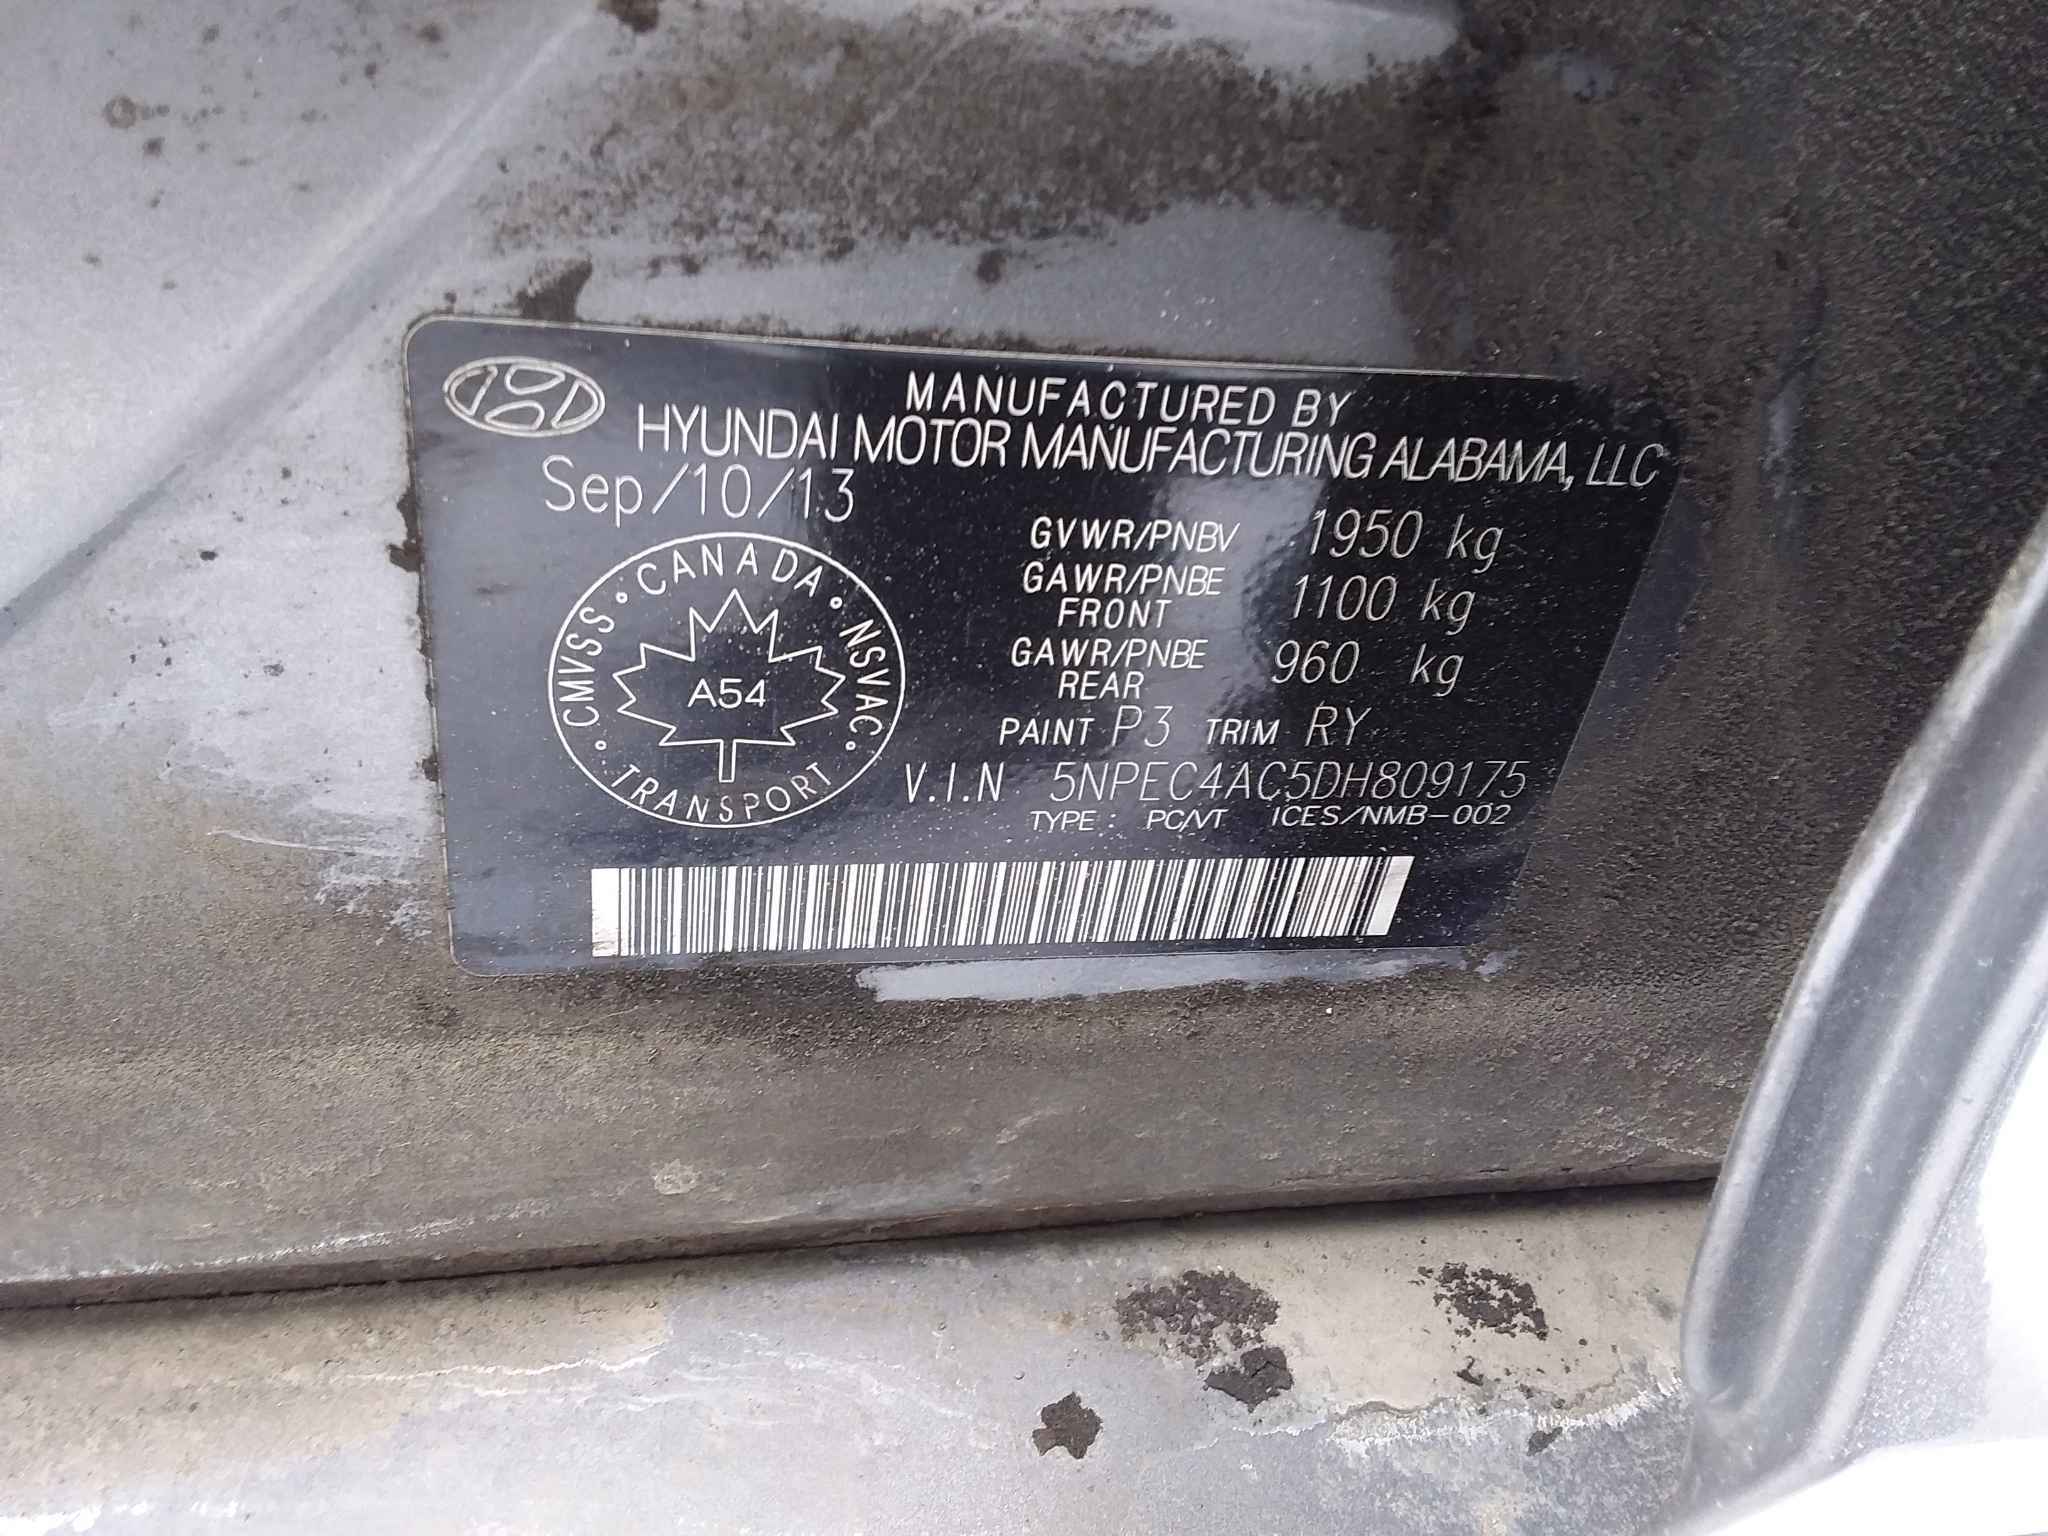 MANUFACTURED BY
HYUNDAI MOTOR MANUFACTURING ALABAMA, LLC
Sep/10/13
GVWR/PNBV 1950 kg
GAWR/PNBE FRONT 1100 kg
GAWR/PNBE REAR 960 kg
PAINT P3 TRIM RY
V.I.N 5NPEC4AC5DH809175
TYPE : PC/VT ICES/NMB-002
CANADA · NSVAC · TRANSPORT · CMVSS ·
A54